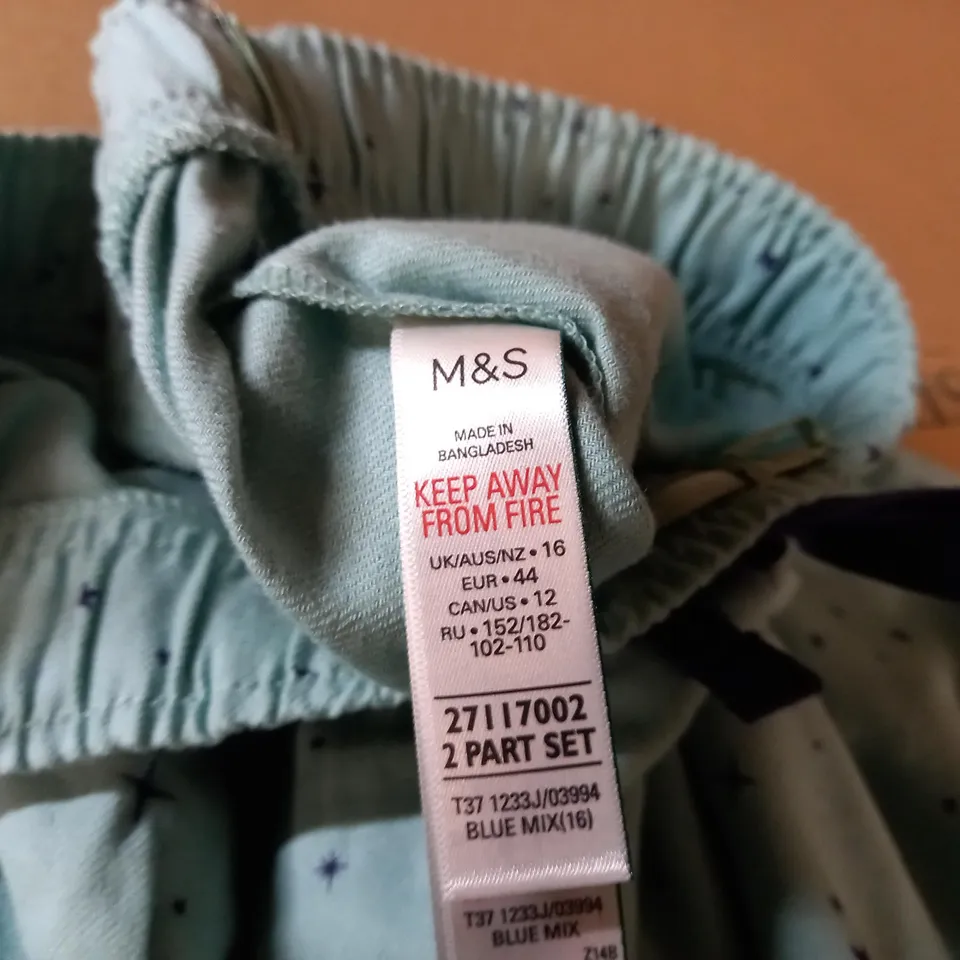 M&S
MADE IN
BANGLADESH
KEEP AWAY
FROM FIRE
UK/AUS/NZ • 16
EUR • 44
CAN/US • 12
RU • 152/182-
102-110
27117002
2 PART SET
T37 1233J/03994
BLUE MIX(16)
T37 1233J/03994
BLUE MIX
Z14B